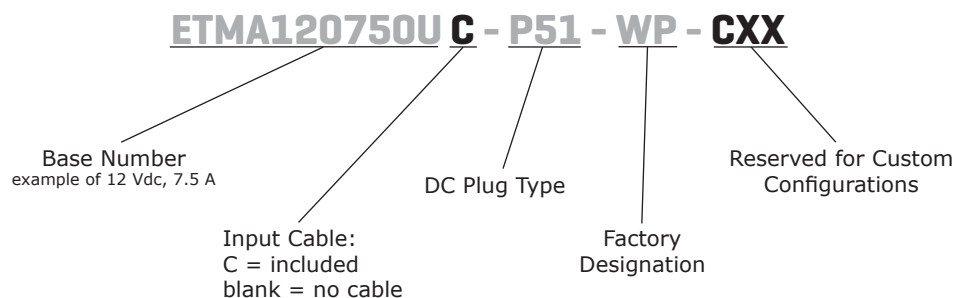 ETMA120750U C - P51 - WP - CXX
Base Number
example of 12 Vdc, 7.5 A
Input Cable:
C = included
blank = no cable
DC Plug Type
Factory
Designation
Reserved for Custom
Configurations